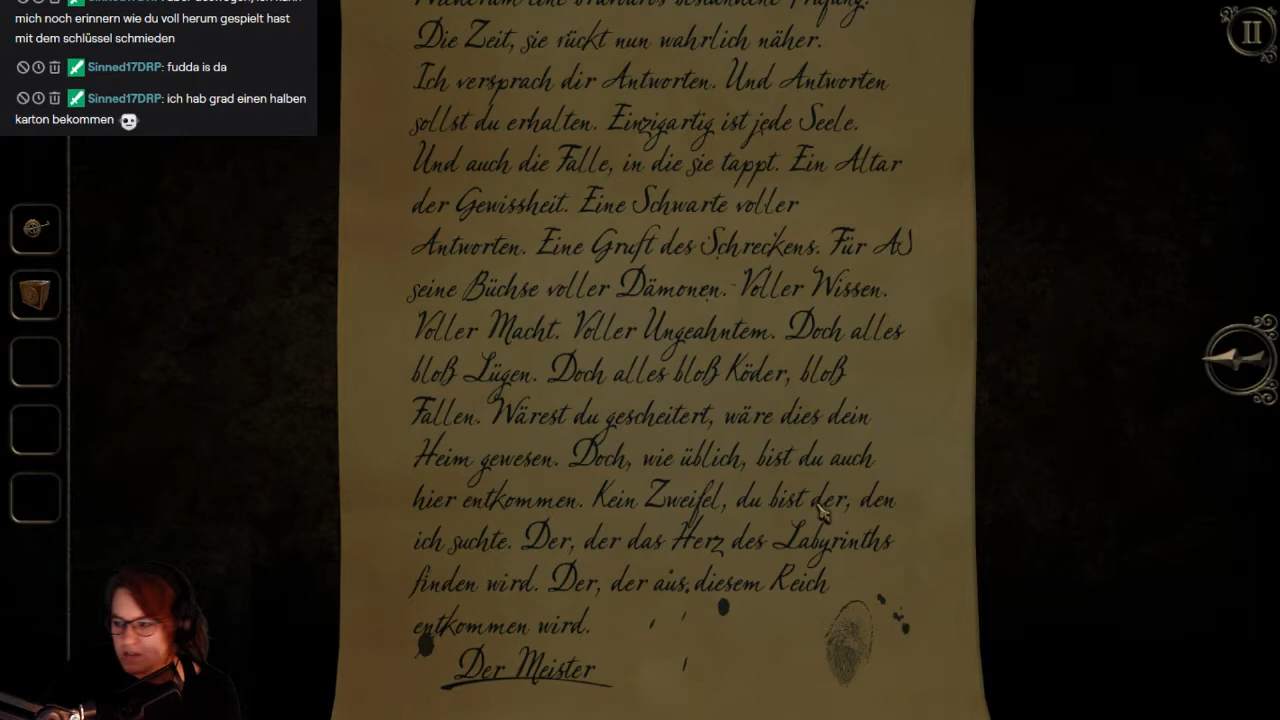 mich noch erinnern wie du voll herum gespielt hast
mit dem schlüssel schmieden
Sinned17DRP: fudda is da
Sinned17DRP: ich hab grad einen halben
karton bekommen
Die Zeit, sie rückt nun wahrlich näher.
Ich versprach dir Antworten. Und Antworten
sollst du erhalten. Einzigartig ist jede Seele.
Und auch die Falle, in die sie tappt. Ein Altar
der Gewissheit. Eine Schwarte voller
Antworten. Eine Gruft des Schreckens. Für AS
seine Büchse voller Dämonen. Voller Wissen.
Voller Macht. Voller Ungeahntem. Doch alles
bloß Lügen. Doch alles bloß Köder, bloß
Fallen. Wärest du gescheitert, wäre dies dein
Heim gewesen. Doch, wie üblich, bist du auch
hier entkommen. Kein Zweifel, du bist der, den
ich suchte. Der, der das Herz des Labyrinths
finden wird. Der, der aus diesem Reich
entkommen wird.
Der Meister